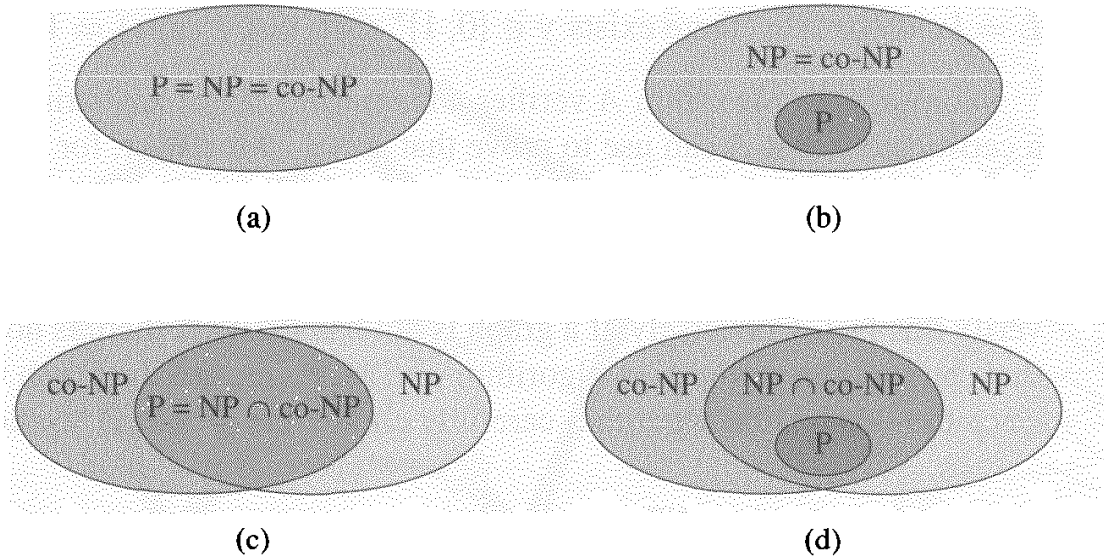 P = NP = co-NP
NP = co-NP
P
(a)
(b)
co-NP
P = NP ∩ co-NP
NP
co-NP
NP ∩ co-NP
P
NP
(c)
(d)